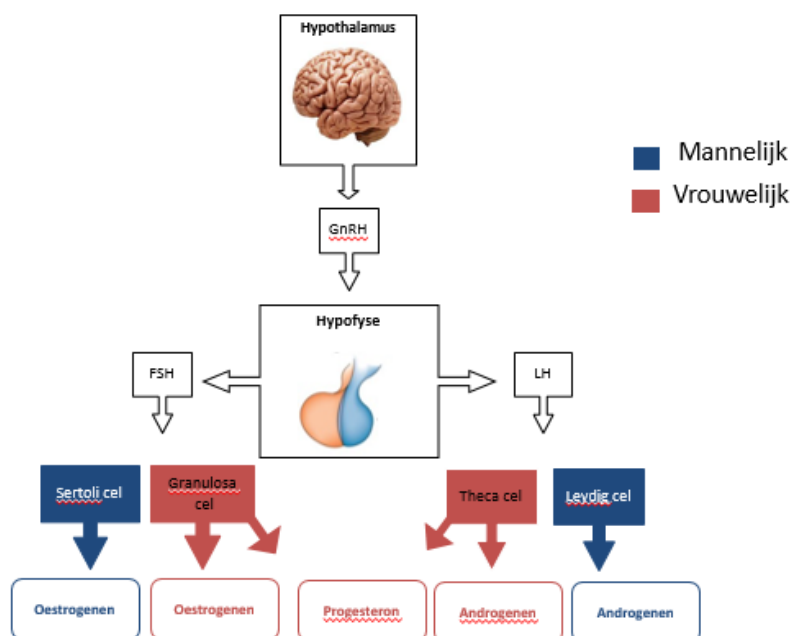 Hypothalamus
Mannelijk
Vrouwelijk
GnRH
Hypofyse
FSH
LH
Sertoli cel
Granulosa
cel
Theca cel
Leydig cel
Oestrogenen
Oestrogenen
Progesteron
Androgenen
Androgenen